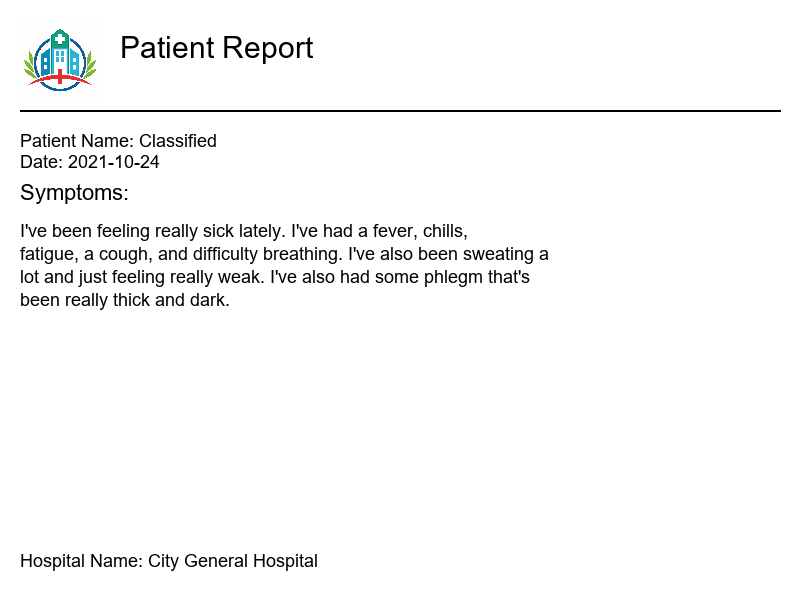 Patient Report
Patient Name: Classified
Date: 2021-10-24
Symptoms:
I've been feeling really sick lately. I've had a fever, chills,
fatigue, a cough, and difficulty breathing. I've also been sweating a
lot and just feeling really weak. I've also had some phlegm that's
been really thick and dark.
Hospital Name: City General Hospital